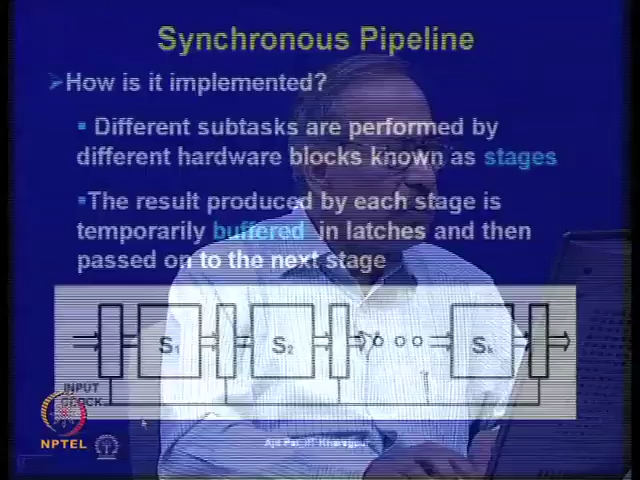 Synchronous Pipeline
How is it implemented?
Different subtasks are performed by
different hardware blocks known as stages
The result produced by each stage is
temporarily buffered in latches and then
passed on to the next stage
S1 S2 Sk
INPUT
CLOCK
NPTEL